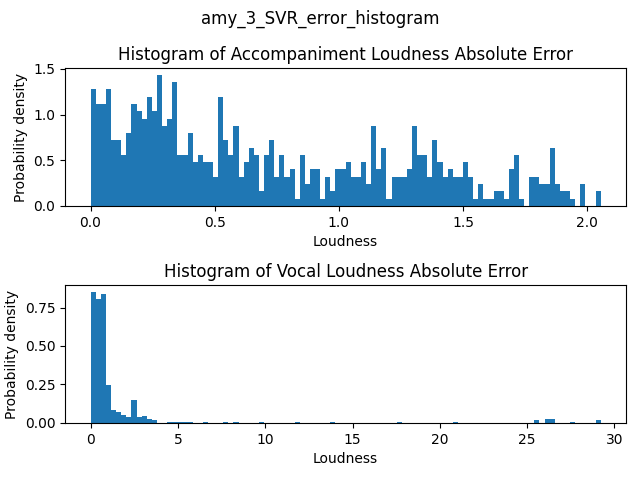 amy_3_SVR_error_histogram
Histogram of Accompaniment Loudness Absolute Error
Probability density
1.5
1.0
0.5
0.0
0.0 0.5 1.0 1.5 2.0
Loudness
Histogram of Vocal Loudness Absolute Error
Probability density
0.75
0.50
0.25
0.00
0 5 10 15 20 25 30
Loudness